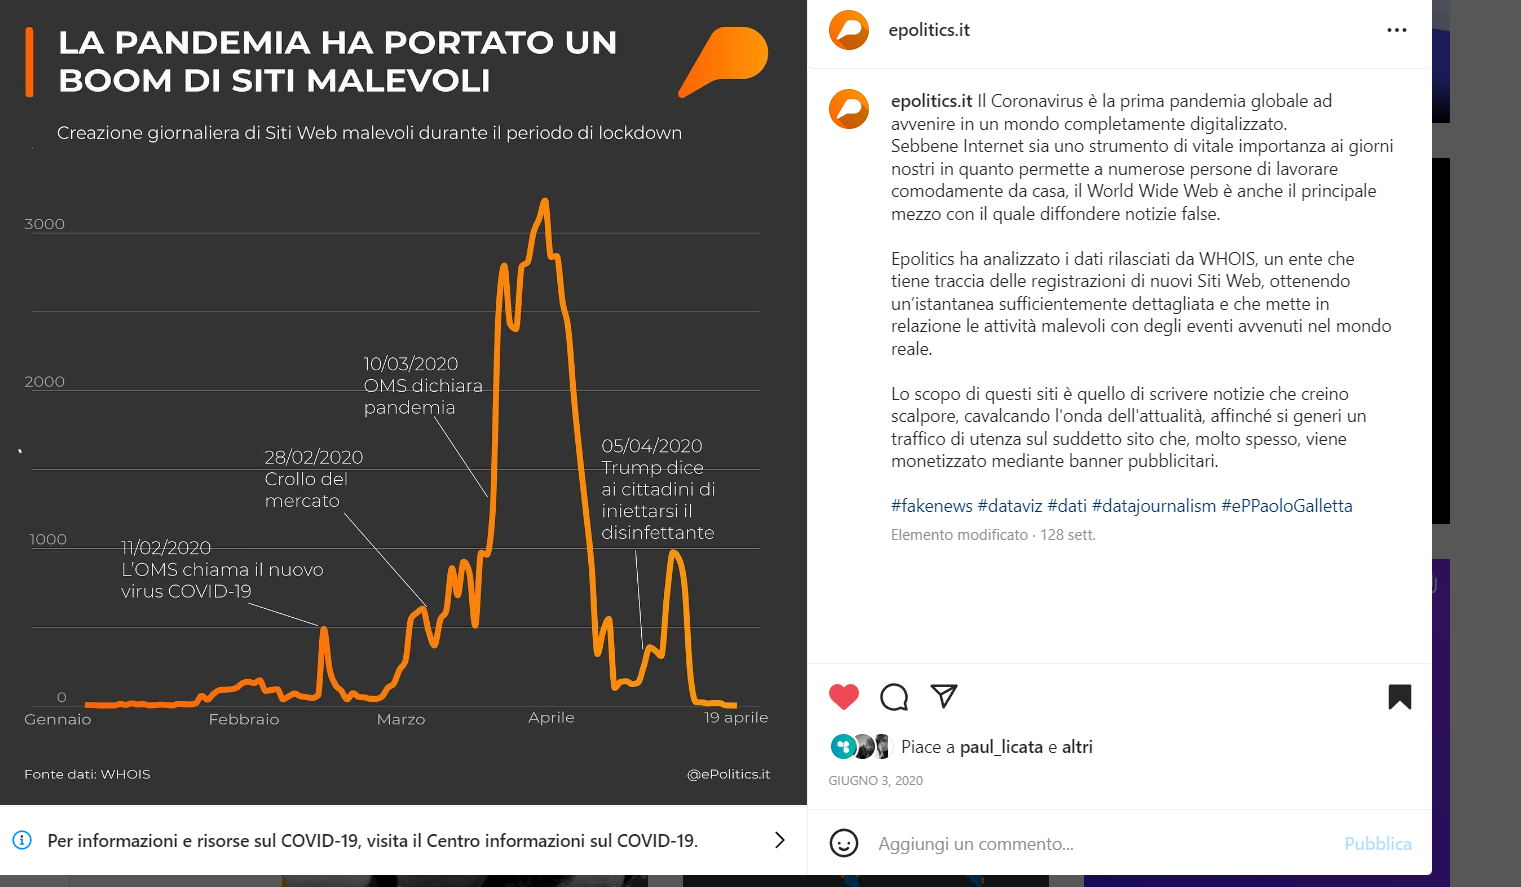 LA PANDEMIA HA PORTATO UN
BOOM DI SITI MALEVOLI
Creazione giornaliera di Siti Web malevoli durante il periodo di lockdown
3000
2000
1000
0
10/03/2020
OMS dichiara
pandemia
28/02/2020
Crollo del
mercato
11/02/2020
L'OMS chiama il nuovo
virus COVID-19
05/04/2020
Trump dice
ai cittadini di
iniettarsi il
disinfettante
Gennaio
Febbraio
Marzo
Aprile
19 aprile
Fonte dati: WHOIS
@ePolitics.it
Per informazioni e risorse sul COVID-19, visita il Centro informazioni sul COVID-19.
epolitics.it
epolitics.it Il Coronavirus è la prima pandemia globale ad
avvenire in un mondo completamente digitalizzato.
Sebbene Internet sia uno strumento di vitale importanza ai giorni
nostri in quanto permette a numerose persone di lavorare
comodamente da casa, il World Wide Web è anche il principale
mezzo con il quale diffondere notizie false.
Epolitics ha analizzato i dati rilasciati da WHOIS, un ente che
tiene traccia delle registrazioni di nuovi Siti Web, ottenendo
un'istantanea sufficientemente dettagliata e che mette in
relazione le attività malevoli con degli eventi avvenuti nel mondo
reale.
Lo scopo di questi siti è quello di scrivere notizie che creino
scalpore, cavalcando l'onda dell'attualità, affinché si generi un
traffico di utenza sul suddetto sito che, molto spesso, viene
monetizzato mediante banner pubblicitari.
#fakenews #dataviz #dati #datajournalism #ePPaoloGalletta
Elemento modificato · 128 sett.
Piace a paul_licata e altri
GIUGNO 3, 2020
Aggiungi un commento...
Pubblica